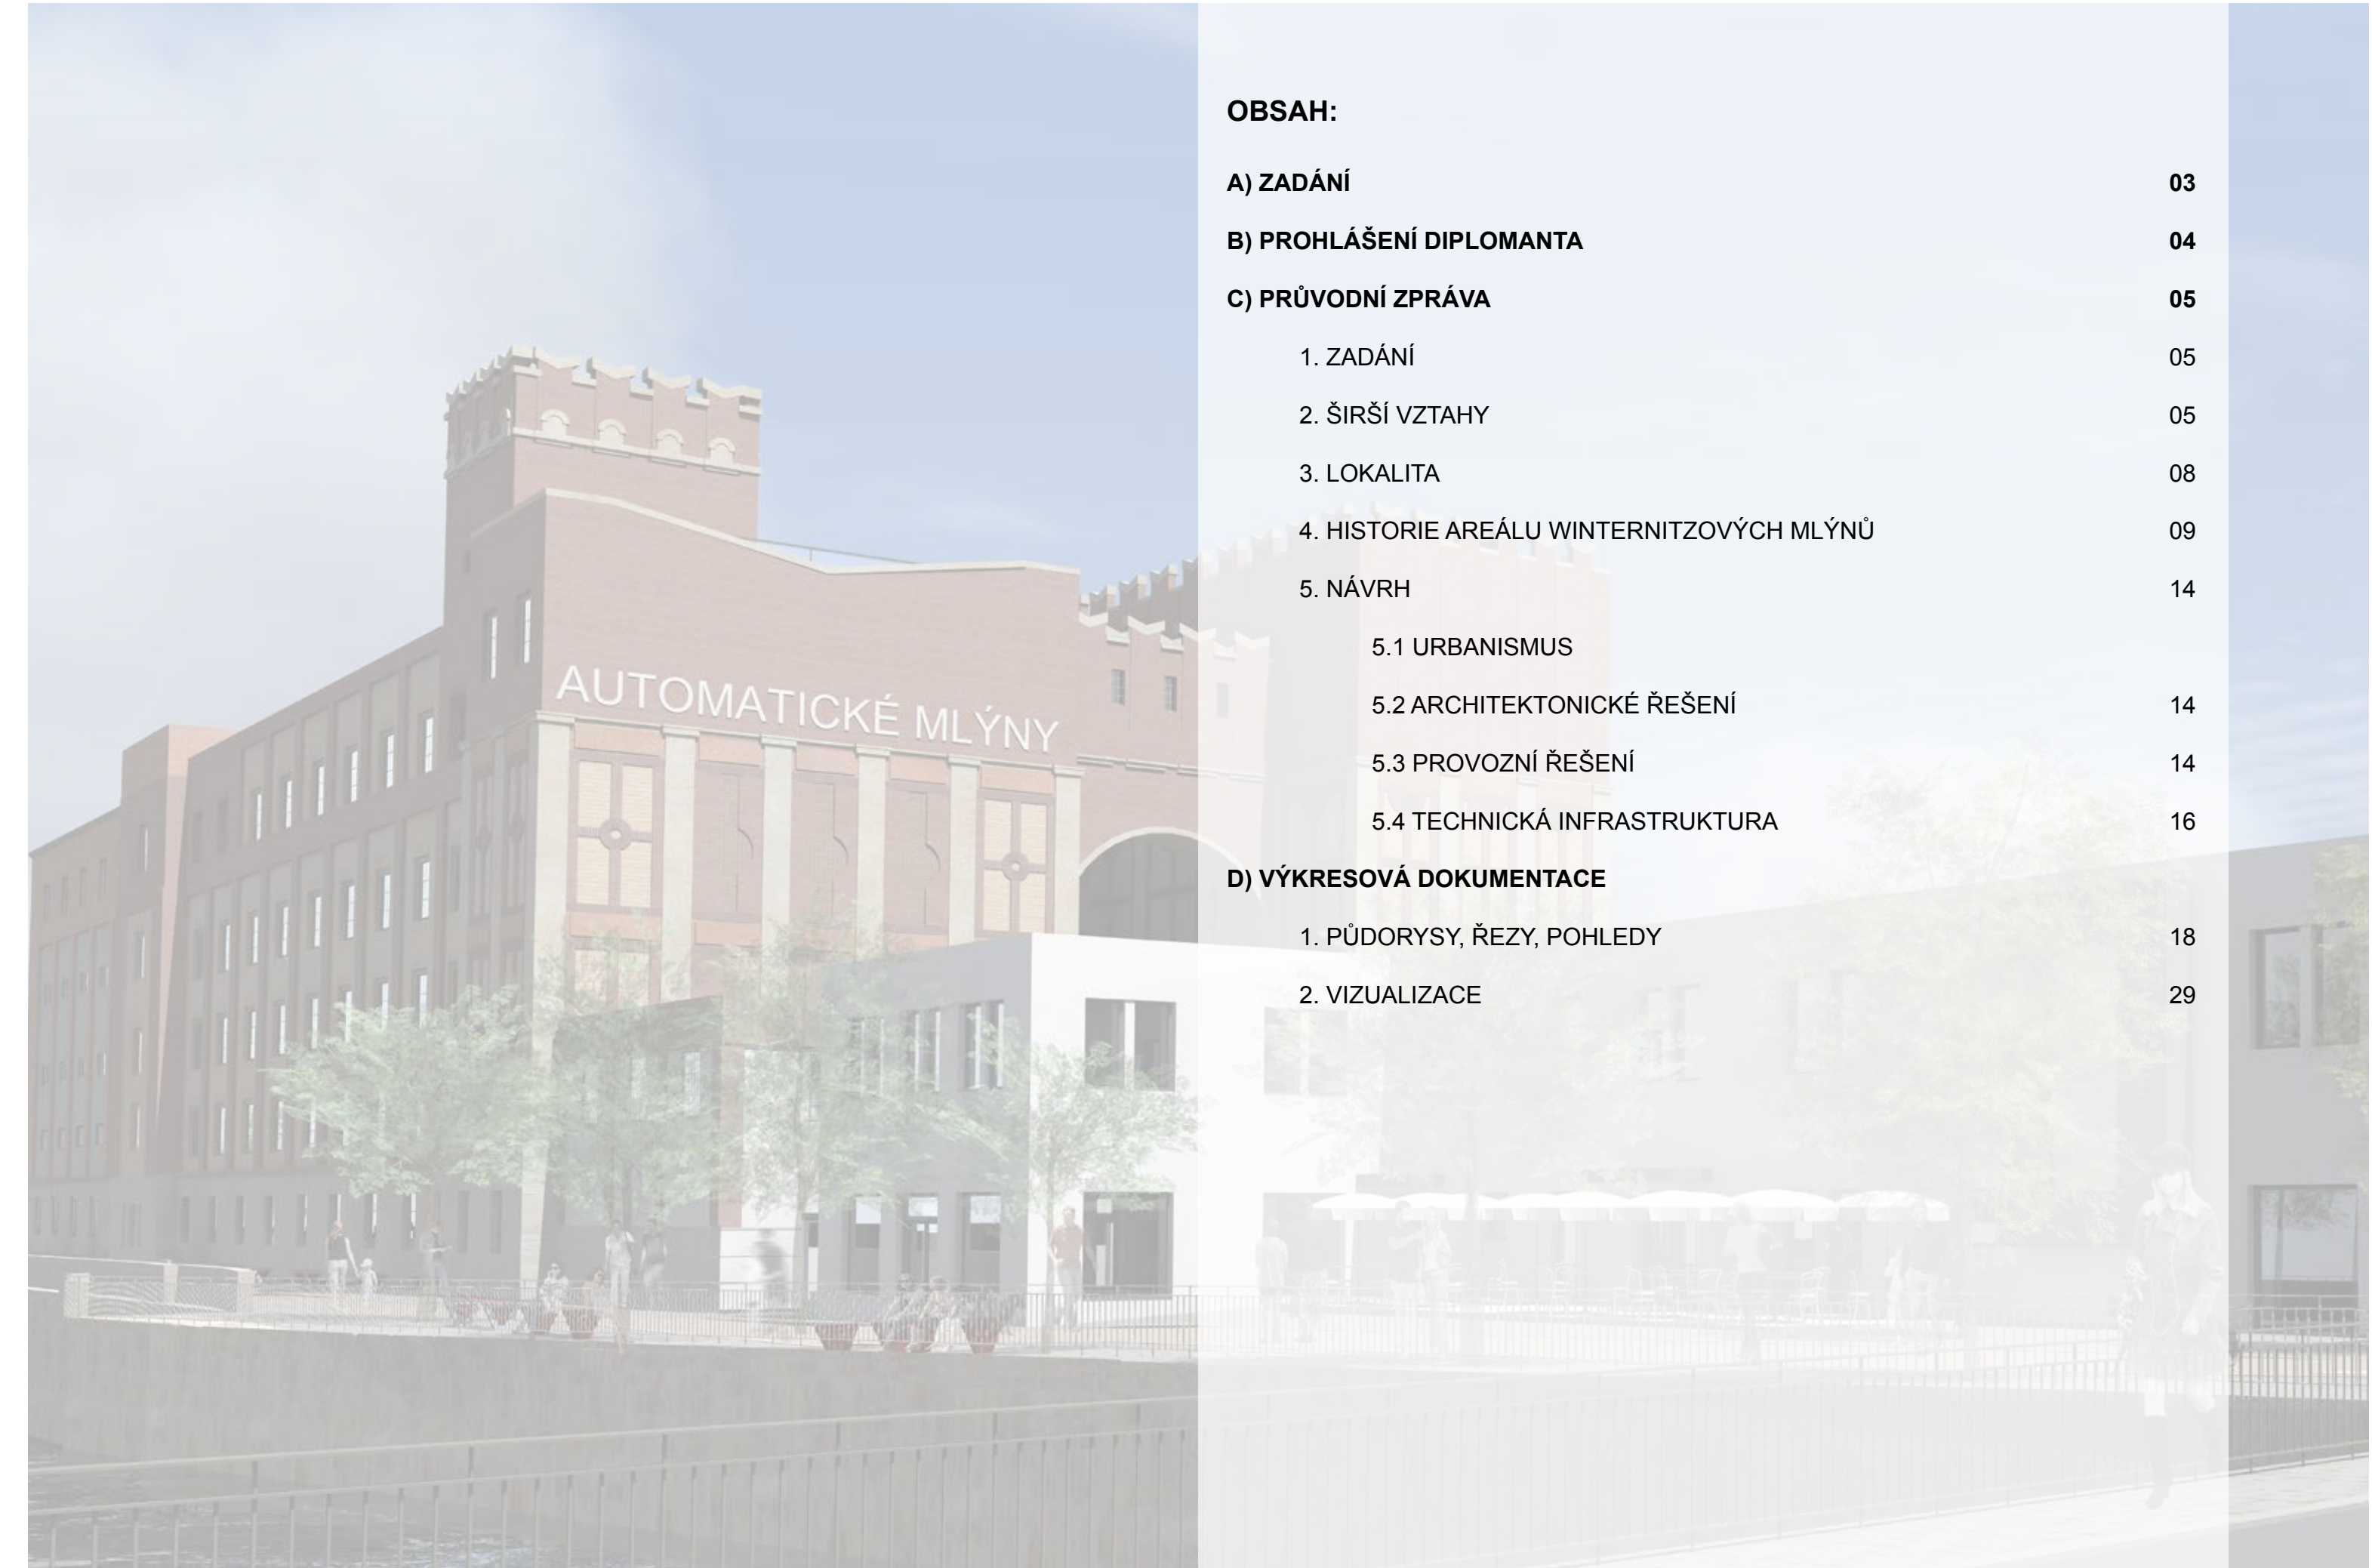 AUTOMATICKÉ MLÝNY
OBSAH:
A) ZADÁNÍ 03
B) PROHLÁŠENÍ DIPLOMANTA 04
C) PRŮVODNÍ ZPRÁVA 05
1. ZADÁNÍ 05
2. ŠIRŠÍ VZTAHY 05
3. LOKALITA 08
4. HISTORIE AREÁLU WINTERNITZOVÝCH MLÝNŮ 09
5. NÁVRH 14
5.1 URBANISMUS
5.2 ARCHITEKTONICKÉ ŘEŠENÍ 14
5.3 PROVOZNÍ ŘEŠENÍ 14
5.4 TECHNICKÁ INFRASTRUKTURA 16
D) VÝKRESOVÁ DOKUMENTACE
1. PŮDORYSY, ŘEZY, POHLEDY 18
2. VIZUALIZACE 29